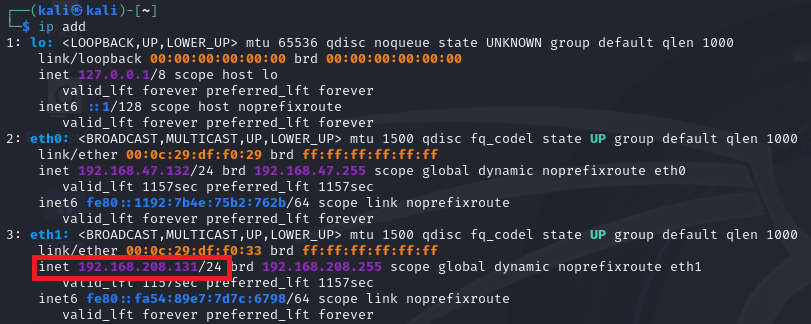 ┌──(kali㉿kali)-[~]
└─$ ip add
1: lo: <LOOPBACK,UP,LOWER_UP> mtu 65536 qdisc noqueue state UNKNOWN group default qlen 1000
link/loopback 00:00:00:00:00:00 brd 00:00:00:00:00:00
inet 127.0.0.1/8 scope host lo
valid_lft forever preferred_lft forever
inet6 ::1/128 scope host noprefixroute
valid_lft forever preferred_lft forever
2: eth0: <BROADCAST,MULTICAST,UP,LOWER_UP> mtu 1500 qdisc fq_codel state UP group default qlen 1000
link/ether 00:0c:29:df:f0:29 brd ff:ff:ff:ff:ff:ff
inet 192.168.47.132/24 brd 192.168.47.255 scope global dynamic noprefixroute eth0
valid_lft 1157sec preferred_lft 1157sec
inet6 fe80::1192:7b4e:75b2:762b/64 scope link noprefixroute
valid_lft forever preferred_lft forever
3: eth1: <BROADCAST,MULTICAST,UP,LOWER_UP> mtu 1500 qdisc fq_codel state UP group default qlen 1000
link/ether 00:0c:29:df:f0:33 brd ff:ff:ff:ff:ff:ff
inet 192.168.208.131/24 brd 192.168.208.255 scope global dynamic noprefixroute eth1
valid_lft 1157sec preferred_lft 1157sec
inet6 fe80::fa54:89e7:7d7c:6798/64 scope link noprefixroute
valid_lft forever preferred_lft forever